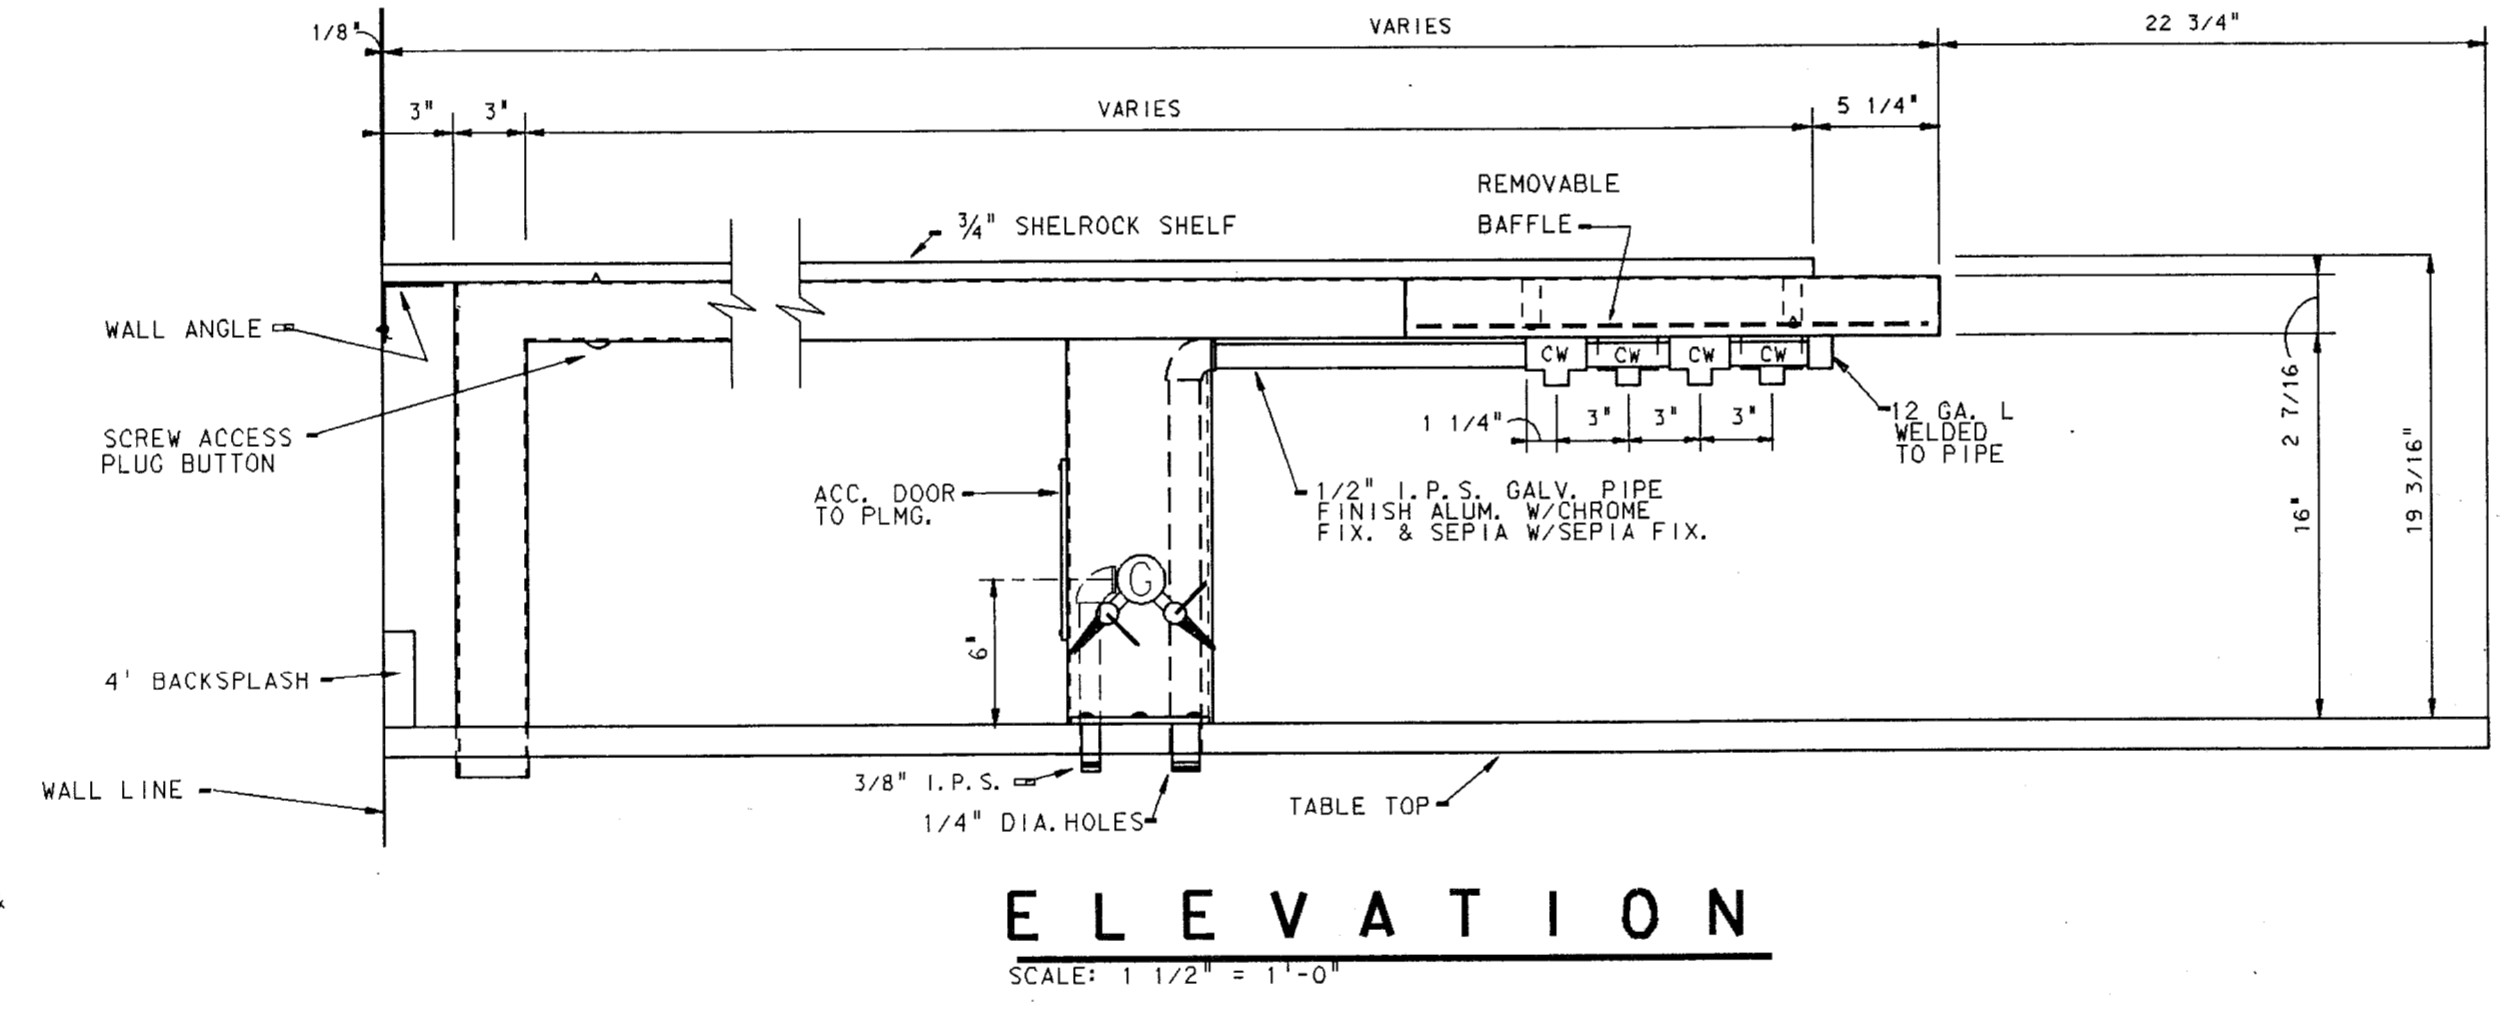 1/8"
VARIES
22 3/4"
3"
3"
VARIES
5 1/4"
REMOVABLE
BAFFLE
3/4" SHELROCK SHELF
WALL ANGLE
CW
CW
CW
CW
2 7/16
16"
19 3/16"
SCREW ACCESS
PLUG BUTTON
1 1/4"
3"
3"
3"
12 GA. L
WELDED
TO PIPE
ACC. DOOR
TO PLMG.
1/2" I.P.S. GALV. PIPE
FINISH ALUM. W/CHROME
FIX. & SEPIA W/SEPIA FIX.
G
6"
4' BACKSPLASH
WALL LINE
3/8" I.P.S.
1/4" DIA.HOLES
TABLE TOP
ELEVATION
SCALE: 1 1/2" = 1'-0"